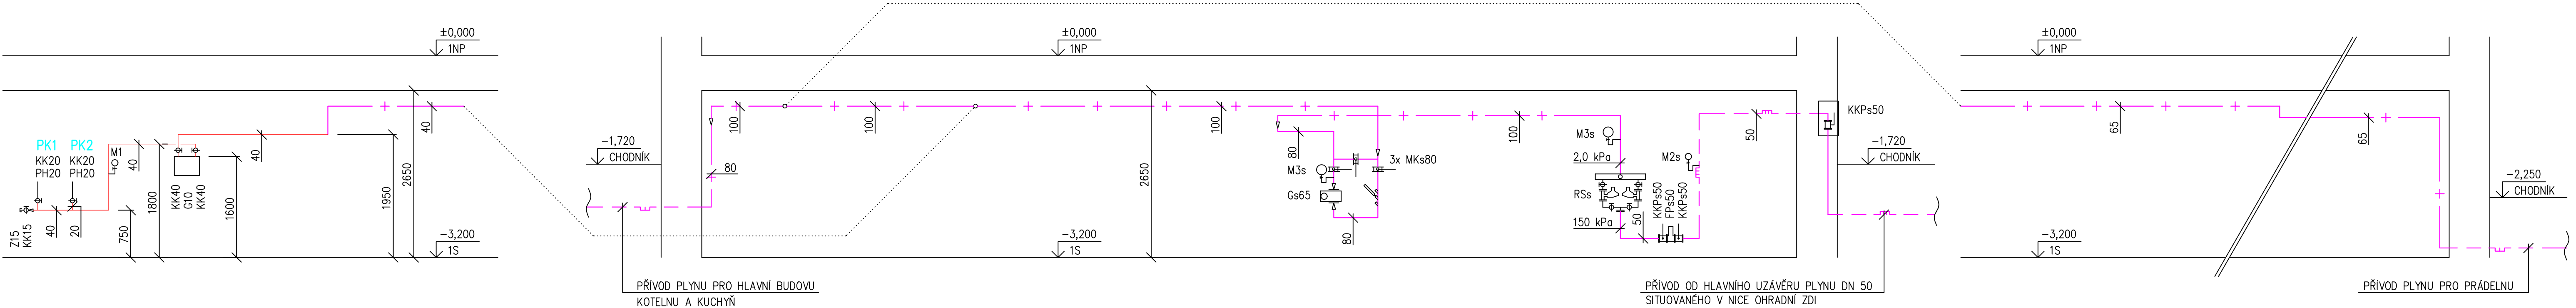 ±0,000
1NP
PK1 PK2
KK20 KK20
PH20 PH20
M1
Z15
KK15
40
20
750
40
1800
KK40
G10
KK40
1600
40
1950
2650
40
−3,200
1S
−1,720
CHODNÍK
PŘÍVOD PLYNU PRO HLAVNÍ BUDOVU
KOTELNU A KUCHYŇ
80
100
100
±0,000
1NP
−3,200
1S
2650
100
80
M3s
Gs65
80
3x MKs80
100
M3s
2,0 kPa
RSs
150 kPa
50
KKPs50
FPs50
KKPs50
M2s
50
KKPs50
−1,720
CHODNÍK
PŘÍVOD OD HLAVNÍHO UZÁVĚRU PLYNU DN 50
SITUOVANÉHO V NICE OHRADNÍ ZDI
±0,000
1NP
65
−3,200
1S
65
−2,250
CHODNÍK
PŘÍVOD PLYNU PRO PRÁDELNU